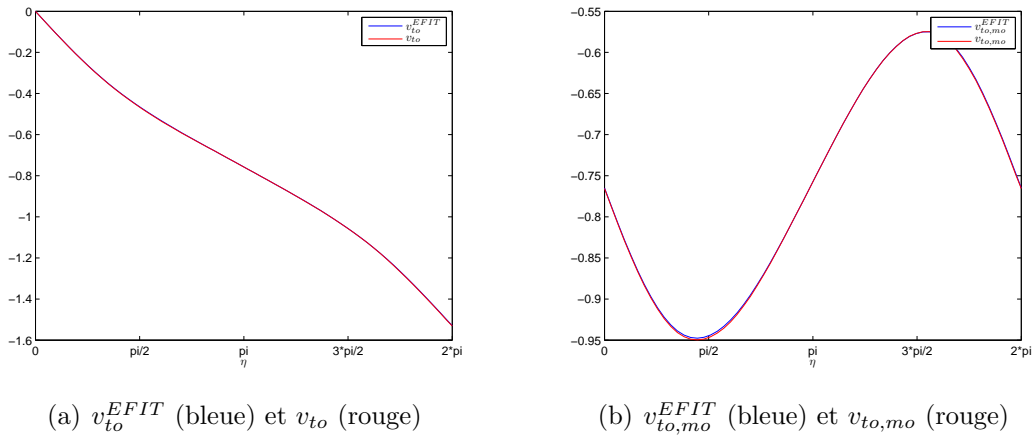 0
−0.2
−0.4
−0.6
−0.8
−1
−1.2
−1.4
−1.6
0 pi/2 pi 3*pi/2 2*pi
η
v_{to}^{EFIT}
v_{to}
−0.55
−0.6
−0.65
−0.7
−0.75
−0.8
−0.85
−0.9
−0.95
0 pi/2 pi 3*pi/2 2*pi
η
v_{to,mo}^{EFIT}
v_{to,mo}
(a) v_{to}^{EFIT} (bleue) et v_{to} (rouge)
(b) v_{to,mo}^{EFIT} (bleue) et v_{to,mo} (rouge)